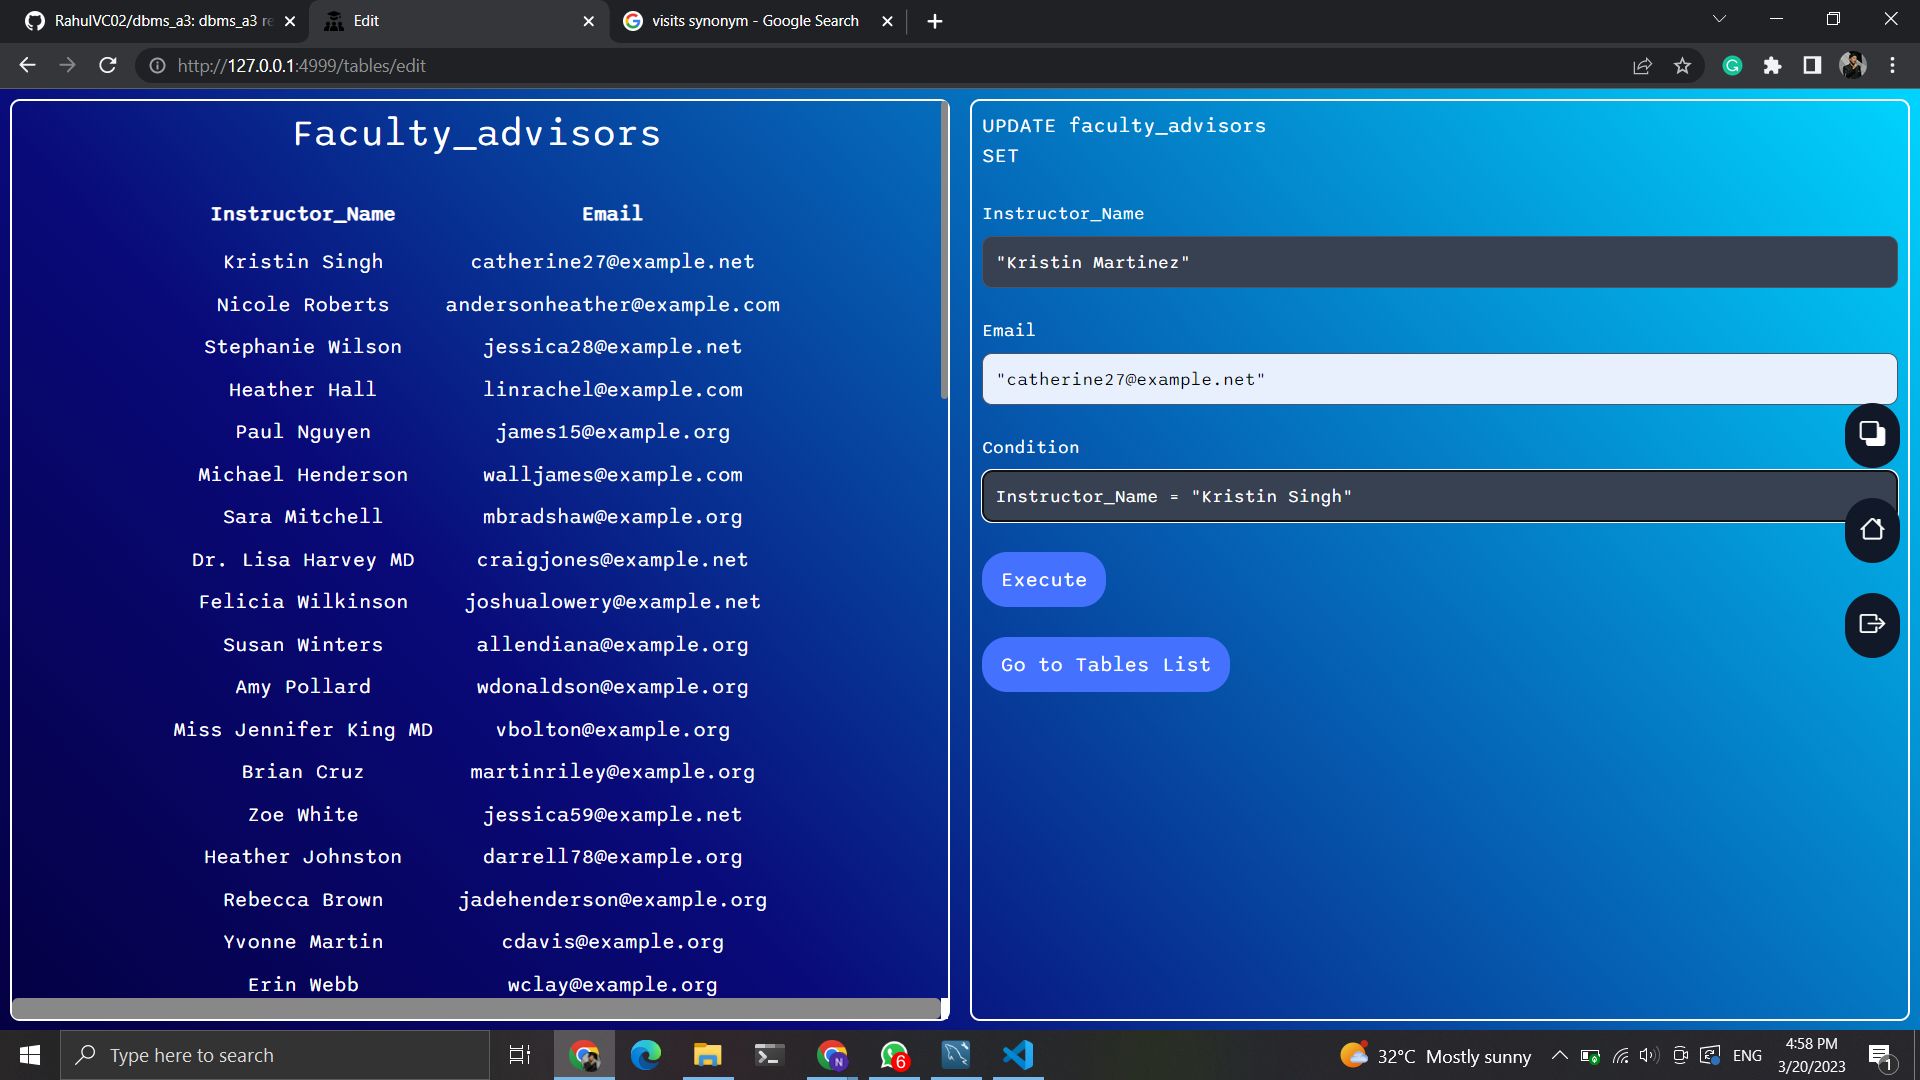 RahulVC02/dbms_a3: dbms_a3 re
Edit
visits synonym - Google Search
http://127.0.0.1:4999/tables/edit
Faculty_advisors
Instructor_Name Email
Kristin Singh catherine27@example.net
Nicole Roberts andersonheather@example.com
Stephanie Wilson jessica28@example.net
Heather Hall linrachel@example.com
Paul Nguyen james15@example.org
Michael Henderson walljames@example.com
Sara Mitchell mbradshaw@example.org
Dr. Lisa Harvey MD craigjones@example.net
Felicia Wilkinson joshualowery@example.net
Susan Winters allendiana@example.org
Amy Pollard wdonaldson@example.org
Miss Jennifer King MD vbolton@example.org
Brian Cruz martinriley@example.org
Zoe White jessica59@example.net
Heather Johnston darrell78@example.org
Rebecca Brown jadehenderson@example.org
Yvonne Martin cdavis@example.org
Erin Webb wclay@example.org
UPDATE faculty_advisors
SET
Instructor_Name
"Kristin Martinez"
Email
"catherine27@example.net"
Condition
Instructor_Name = "Kristin Singh"
Execute
Go to Tables List
Type here to search
N
6
32°C Mostly sunny
ENG
4:58 PM
3/20/2023
1